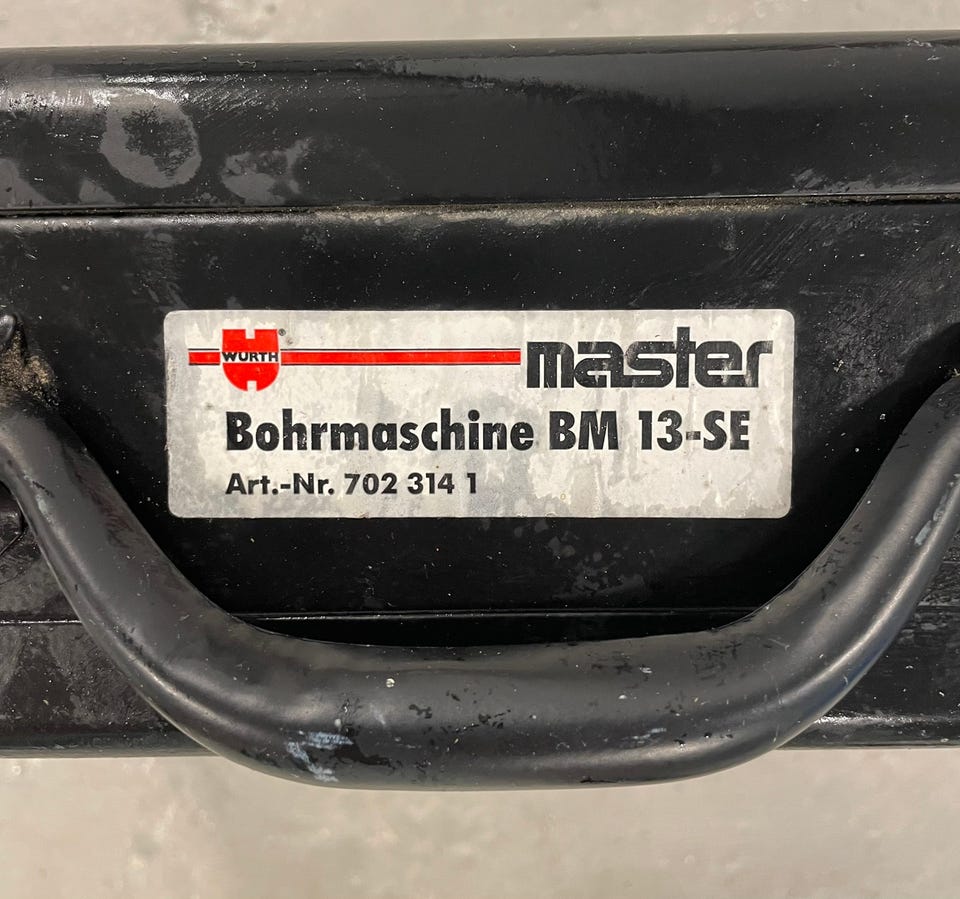 WÜRTH® master
Bohrmaschine BM 13-SE
Art.-Nr. 702 314 1